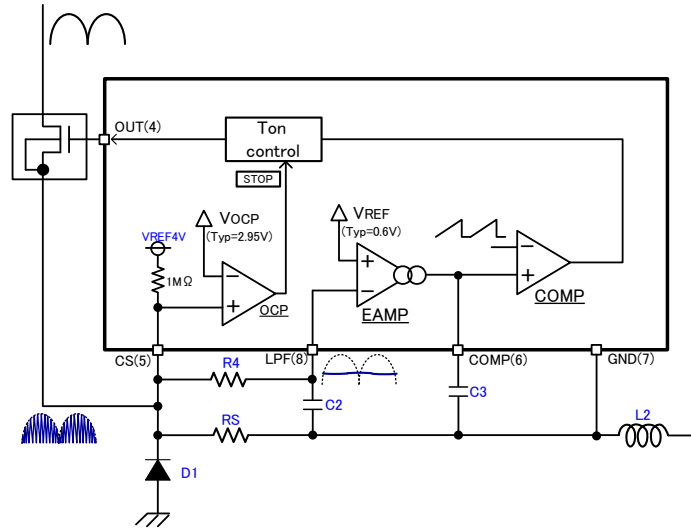 OUT(4)
Ton
control
STOP
VOCP
(Typ=2.95V)
VREF
(Typ=0.6V)
VREF4V
1MΩ
−
+
OCP
+
−
EAMP
−
+
COMP
CS(5)
R4
LPF(8)
COMP(6)
GND(7)
C2
C3
RS
L2
D1